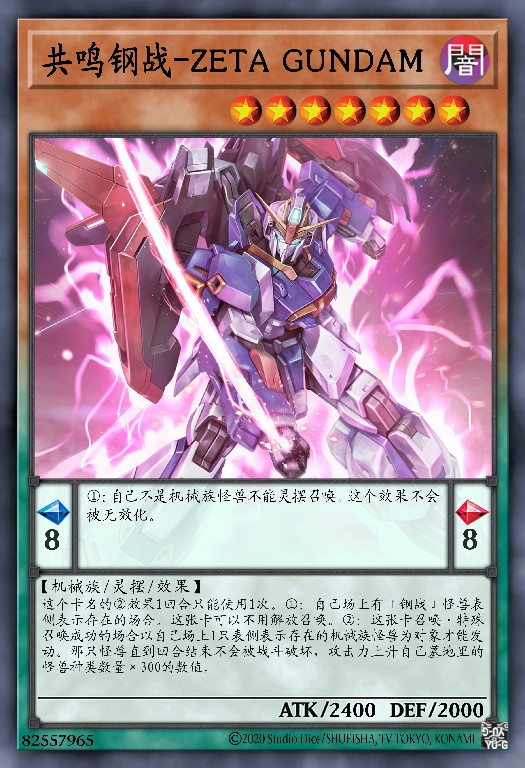 共鸣钢战-ZETA GUNDAM
闇
①：自己不是机械族怪兽不能灵摆召唤。这个效果不会
被无效化。
8
8
【机械族/灵摆/效果】
这个卡名的②效果1回合只能使用1次。①：自己场上有「钢战」怪兽表
侧表示存在的场合，这张卡可以不用解放召唤。②：这张卡召唤·特殊
召唤成功的场合以自己场上1只表侧表示存在的机械族怪兽为对象才能发
动。那只怪兽直到回合结束不会被战斗破坏，攻击力上升自己墓地里的
怪兽种类数量×300的数值。
ATK/2400 DEF/2000
82557965
©2020 Studio Dice/SHUEISHA, TV TOKYO, KONAMI